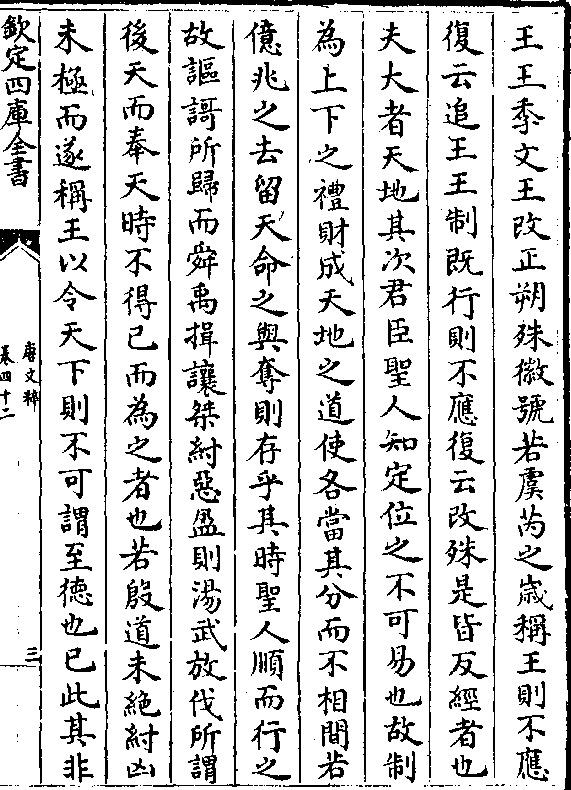 王王季文王改正朔殊徽號若虞芮之歲稱王則不應
復云追王王制既行則不應復云改殊是皆反經者也
夫大者天地其次君臣聖人知定位之不可易也故制
為上下之禮財成天地之道使各當其分而不相間若
億兆之去留天命之與奪則存乎其時聖人順而行之
故謳謌所歸而舜禹揖讓桀紂惡盈則湯武放伐所謂
後天而奉天時不得已而為之者也若殷道未絶紂凶
未極而遂稱王以令天下則不可謂至德也已此其非
欽定四庫全書
唐文粹
卷四十二
三